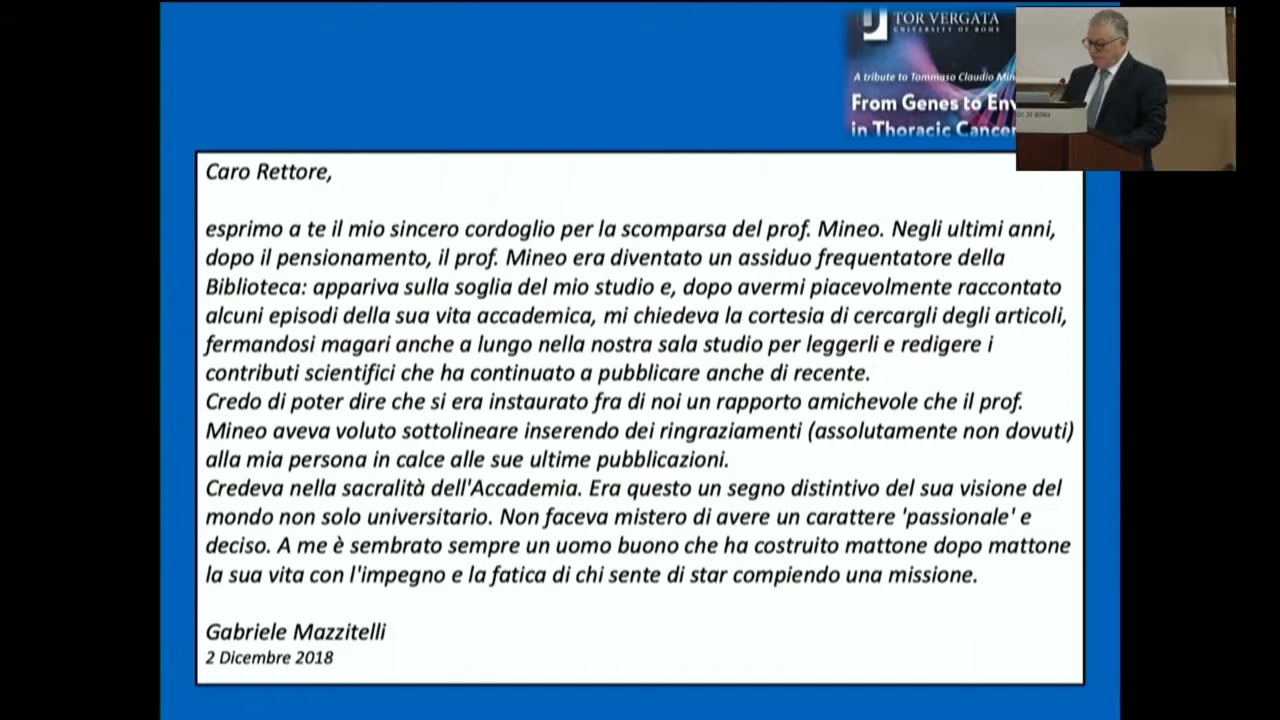 TOR VERGATA
UNIVERSITY OF ROME
A tribute to Tommaso Claudio
From Genes to
in Thoracic
DI ROMA
Caro Rettore,
esprimo a te il mio sincero cordoglio per la scomparsa del prof. Mineo. Negli ultimi anni,
dopo il pensionamento, il prof. Mineo era diventato un assiduo frequentatore della
Biblioteca: appariva sulla soglia del mio studio e, dopo avermi piacevolmente raccontato
alcuni episodi della sua vita accademica, mi chiedeva la cortesia di cercargli degli articoli,
fermandosi magari anche a lungo nella nostra sala studio per leggerli e redigere i
contributi scientifici che ha continuato a pubblicare anche di recente.
Credo di poter dire che si era instaurato fra di noi un rapporto amichevole che il prof.
Mineo aveva voluto sottolineare inserendo dei ringraziamenti (assolutamente non dovuti)
alla mia persona in calce alle sue ultime pubblicazioni.
Credeva nella sacralità dell'Accademia. Era questo un segno distintivo del sua visione del
mondo non solo universitario. Non faceva mistero di avere un carattere 'passionale' e
deciso. A me è sembrato sempre un uomo buono che ha costruito mattone dopo mattone
la sua vita con l'impegno e la fatica di chi sente di star compiendo una missione.
Gabriele Mazzitelli
2 Dicembre 2018